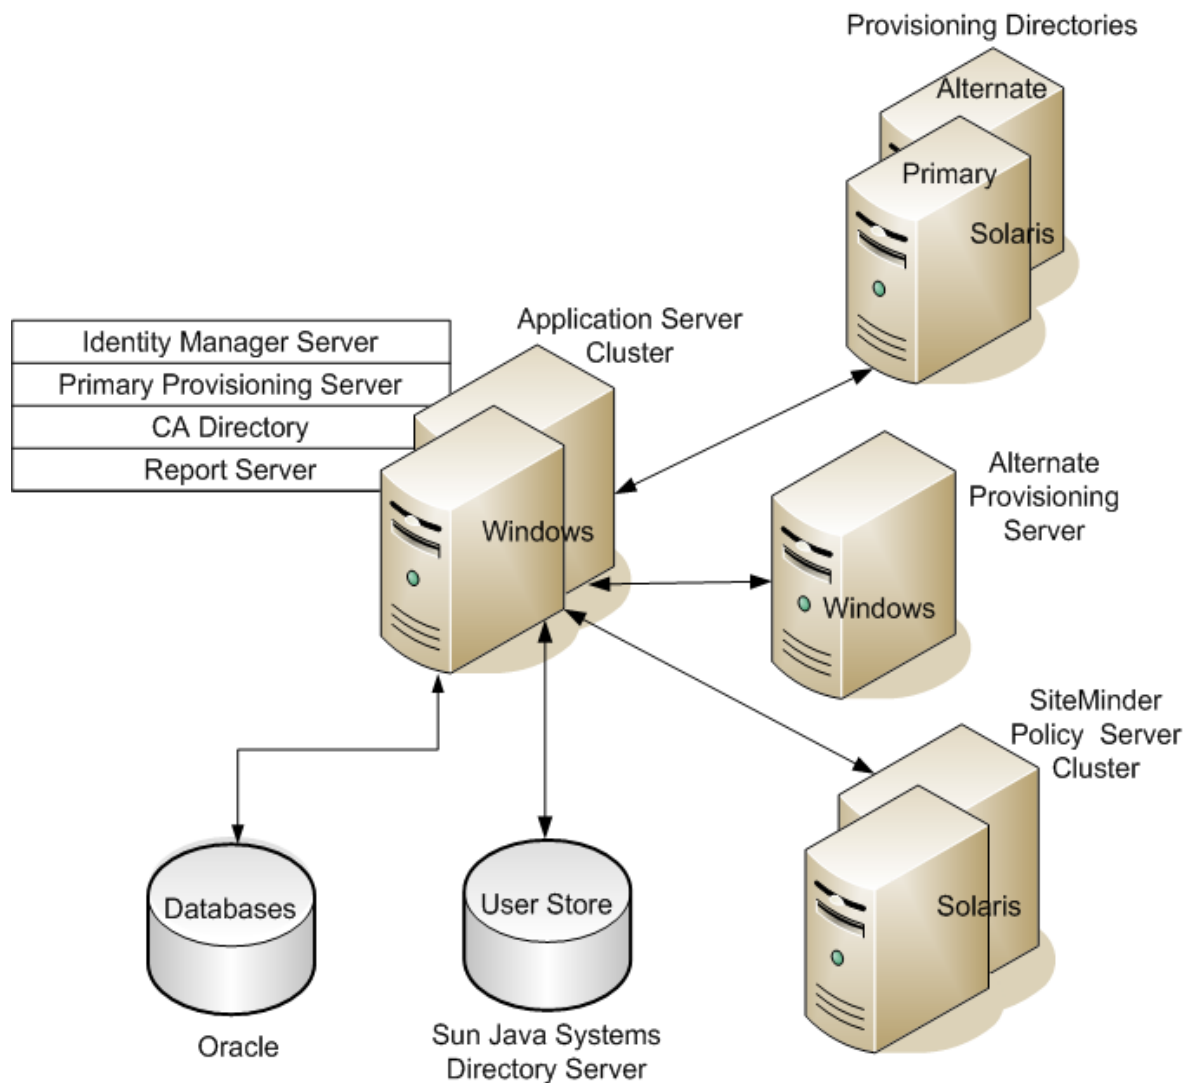 Provisioning Directories
Alternate
Primary
Solaris
Application Server
Cluster
Identity Manager Server
Primary Provisioning Server
CA Directory
Report Server
Windows
Alternate
Provisioning
Server
Windows
SiteMinder
Policy Server
Cluster
Solaris
Databases
Oracle
User Store
Sun Java Systems
Directory Server